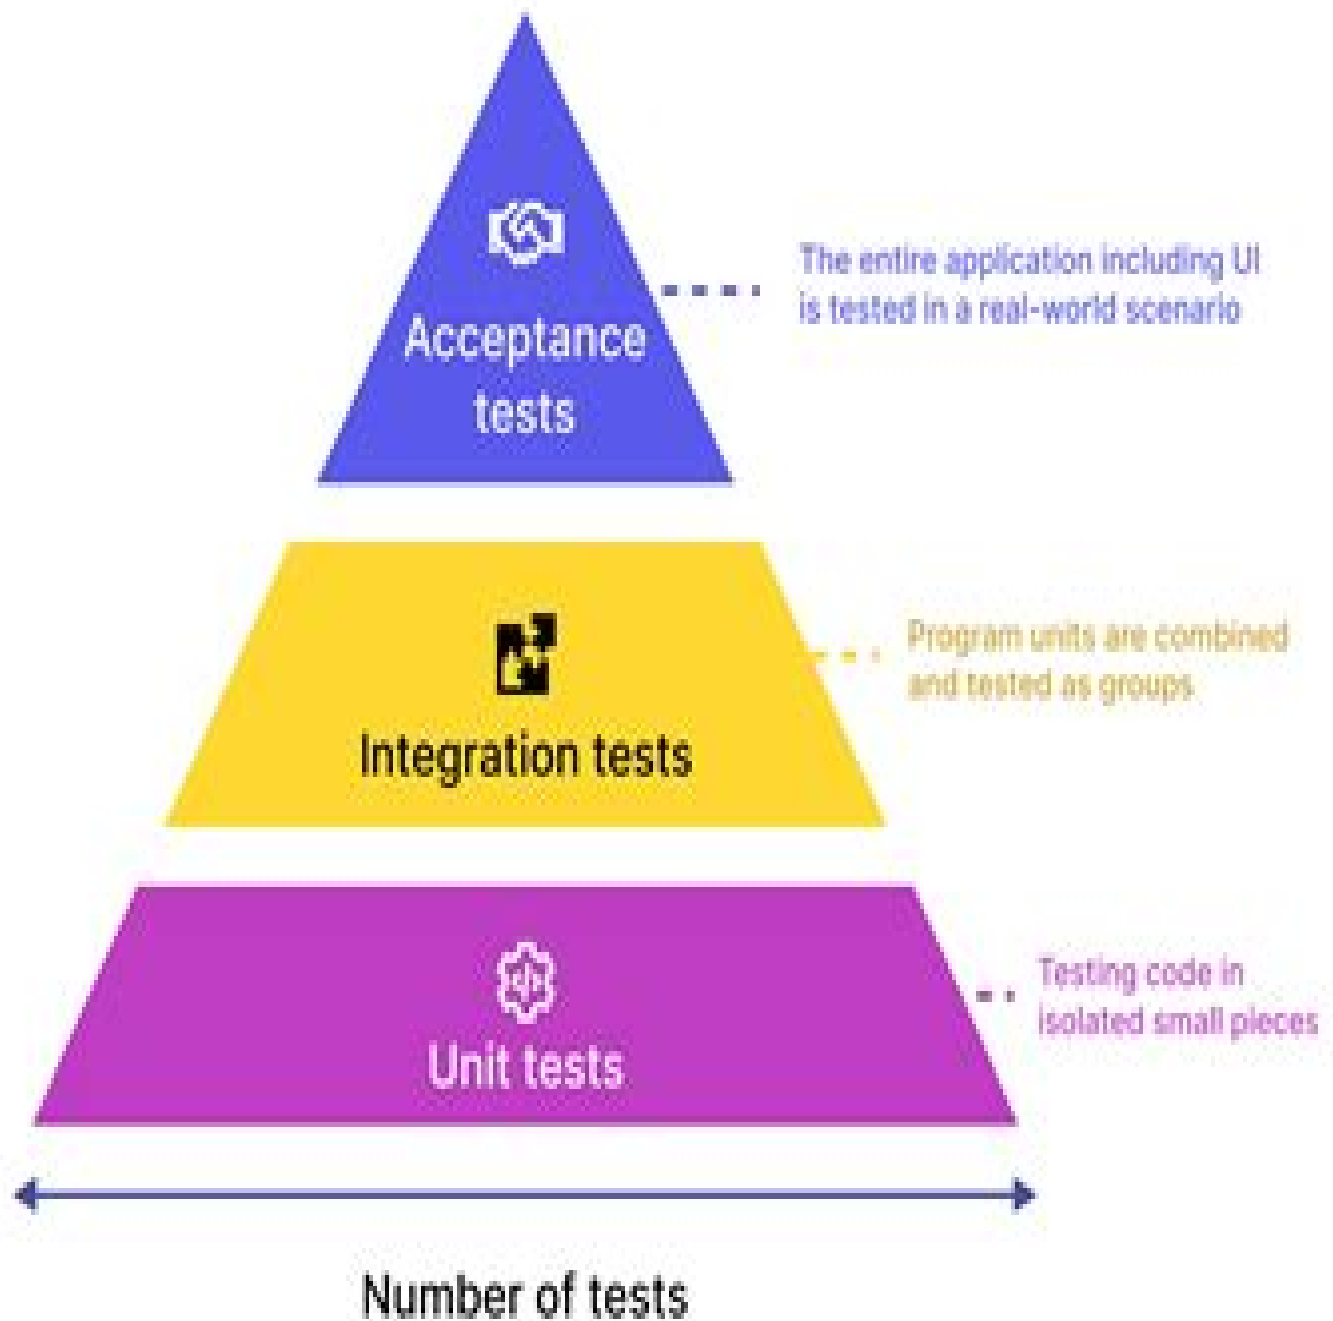 Acceptance
tests
The entire application including UI
is tested in a real-world scenario
Integration tests
Program units are combined
and tested as groups
Unit tests
Testing code in
isolated small pieces
Number of tests